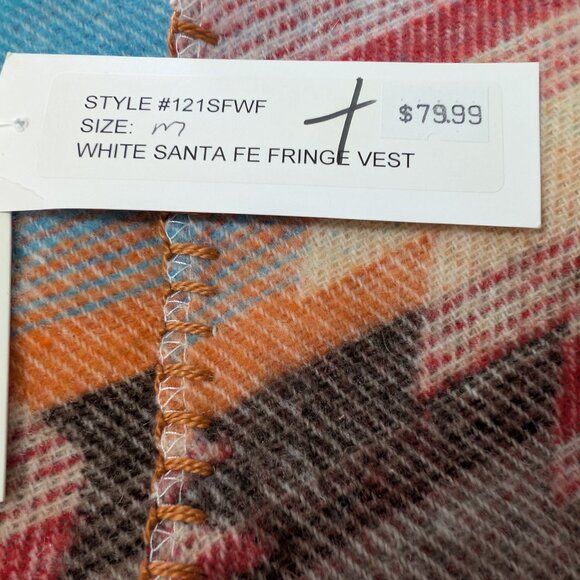 STYLE #121SFWF
SIZE: m
WHITE SANTA FE FRINGE VEST
$79.99